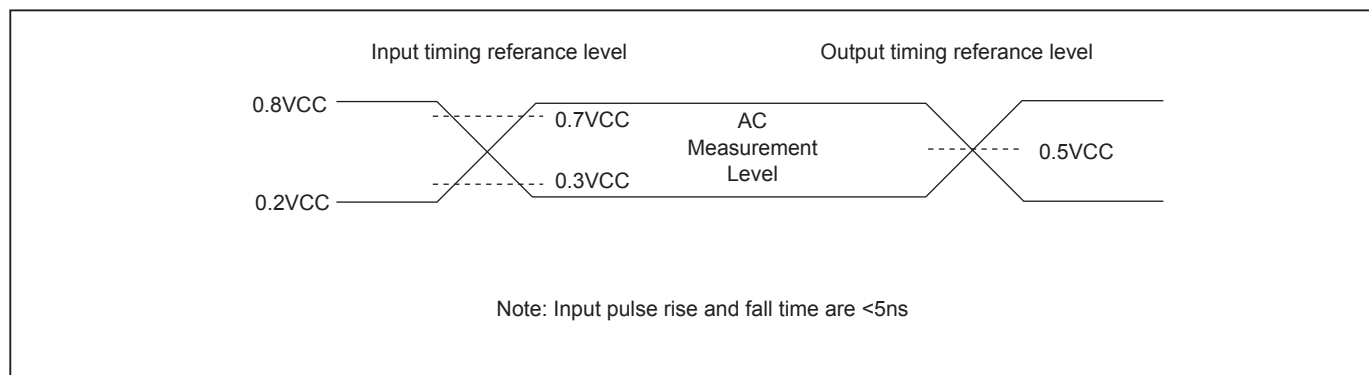 Input timing referance level
Output timing referance level
0.8VCC
0.7VCC
AC
Measurement
Level
0.5VCC
0.3VCC
0.2VCC
Note: Input pulse rise and fall time are <5ns